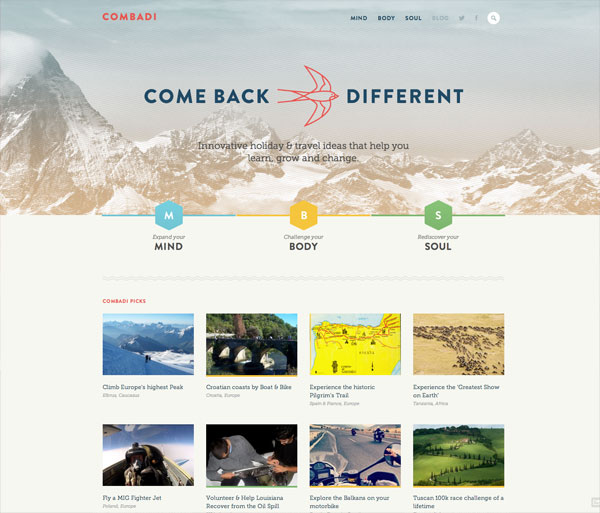 COMBADI
MIND BODY SOUL BLOG
COME BACK DIFFERENT
Innovative holiday & travel ideas that help you
learn, grow and change.
M B S
Expand your Challenge your Rediscover your
MIND BODY SOUL
COMBADI PICKS
Climb Europe's highest Peak
Elbrus, Caucasus
Croatian coasts by Boat & Bike
Croatia, Europe
Experience the historic
Pilgrim's Trail
Spain & France, Europe
Experience the 'Greatest Show
on Earth'
Tanzania, Africa
Fly a MIG Fighter Jet
Poland, Europe
Volunteer & Help Louisiana
Recover from the Oil Spill
Explore the Balkans on your
motorbike
Tuscan 100k race challenge of a
lifetime